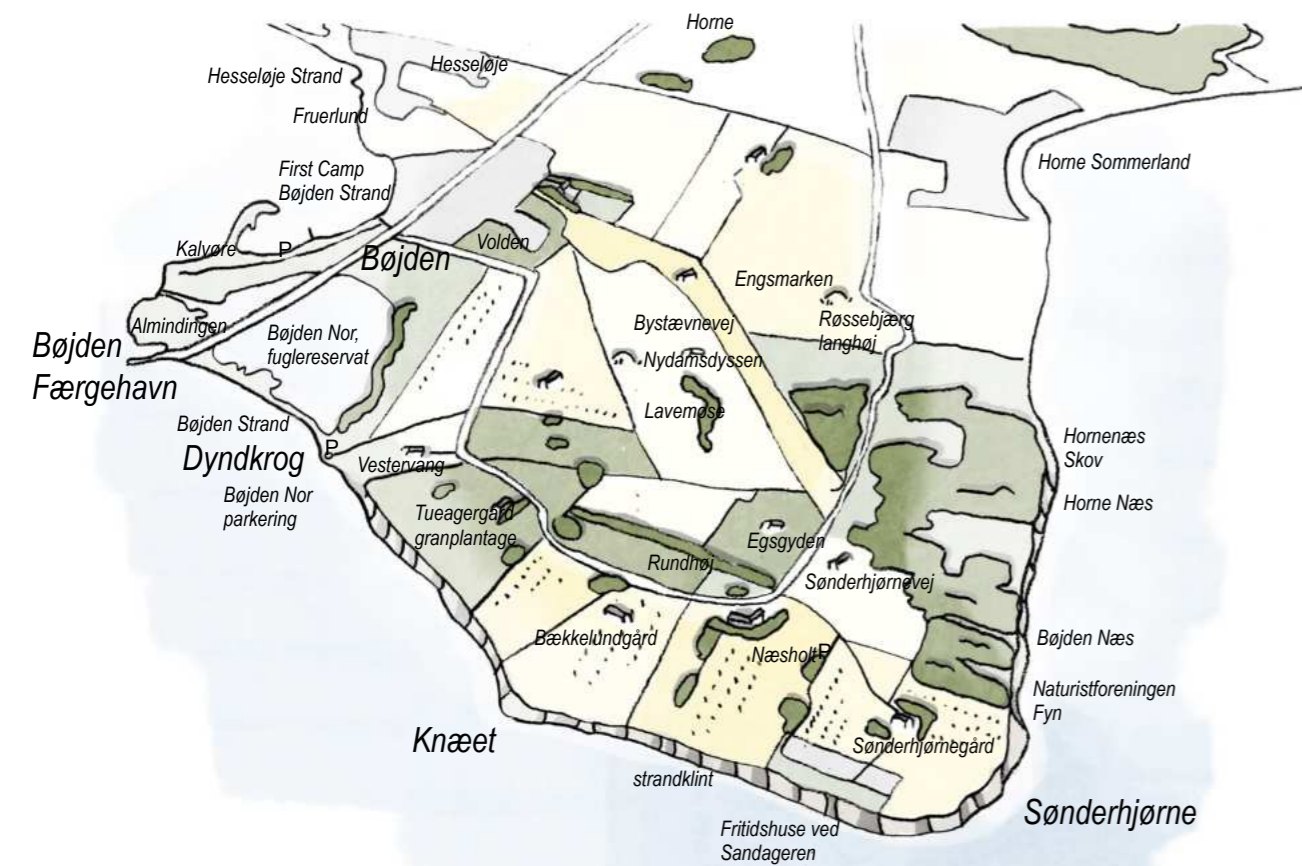 Horne
Hesseløje Strand
Hesseløje
Fruerlund
First Camp
Bøjden Strand
Horne Sommerland
Kalvøre
P
Bøjden
Volden
Engsmarken
Almindingen
Bøjden Nor,
fuglereservat
Bystævnevej
Røssebjærg
langhøj
Bøjden
Færgehavn
Nydamsdyssen
Lavemøse
Bøjden Strand
P
Dyndkrog
Vestervang
Hornenæs
Skov
Bøjden Nor
parkering
Tueagergård
granplantage
Horne Næs
Egsgyden
Rundhøj
Sønderhjørnevej
Bækkelundgård
Næsholt
P
Bøjden Næs
Naturistforeningen
Fyn
Knæet
Sønderhjørnegård
strandklint
Sønderhjørne
Fritidshuse ved
Sandageren